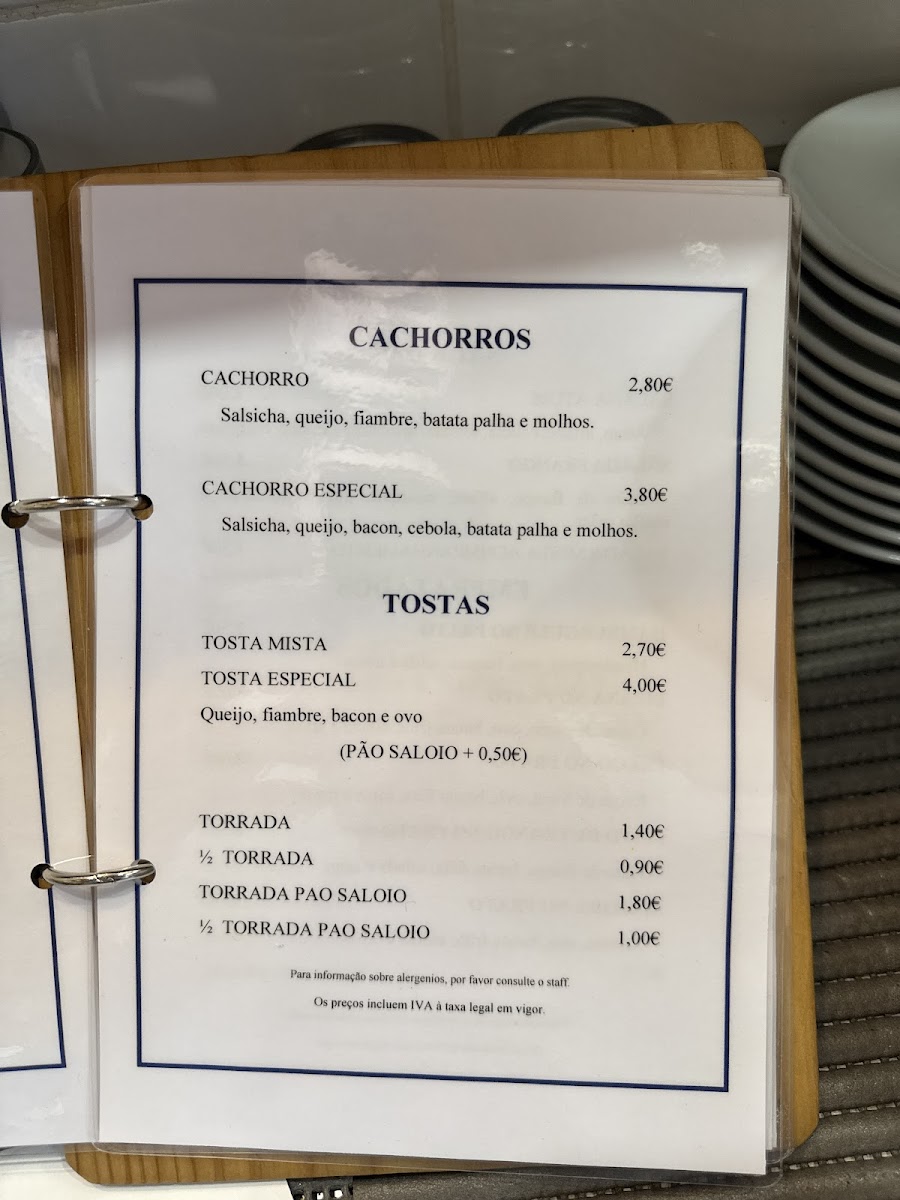 CACHORROS
CACHORRO 2,80€
Salsicha, queijo, fiambre, batata palha e molhos.
CACHORRO ESPECIAL 3,80€
Salsicha, queijo, bacon, cebola, batata palha e molhos.
TOSTAS
TOSTA MISTA 2,70€
TOSTA ESPECIAL 4,00€
Queijo, fiambre, bacon e ovo
(PÃO SALOIO + 0,50€)
TORRADA 1,40€
½ TORRADA 0,90€
TORRADA PAO SALOIO 1,80€
½ TORRADA PAO SALOIO 1,00€
Para informação sobre alergenios, por favor consulte o staff.
Os preços incluem IVA à taxa legal em vigor.